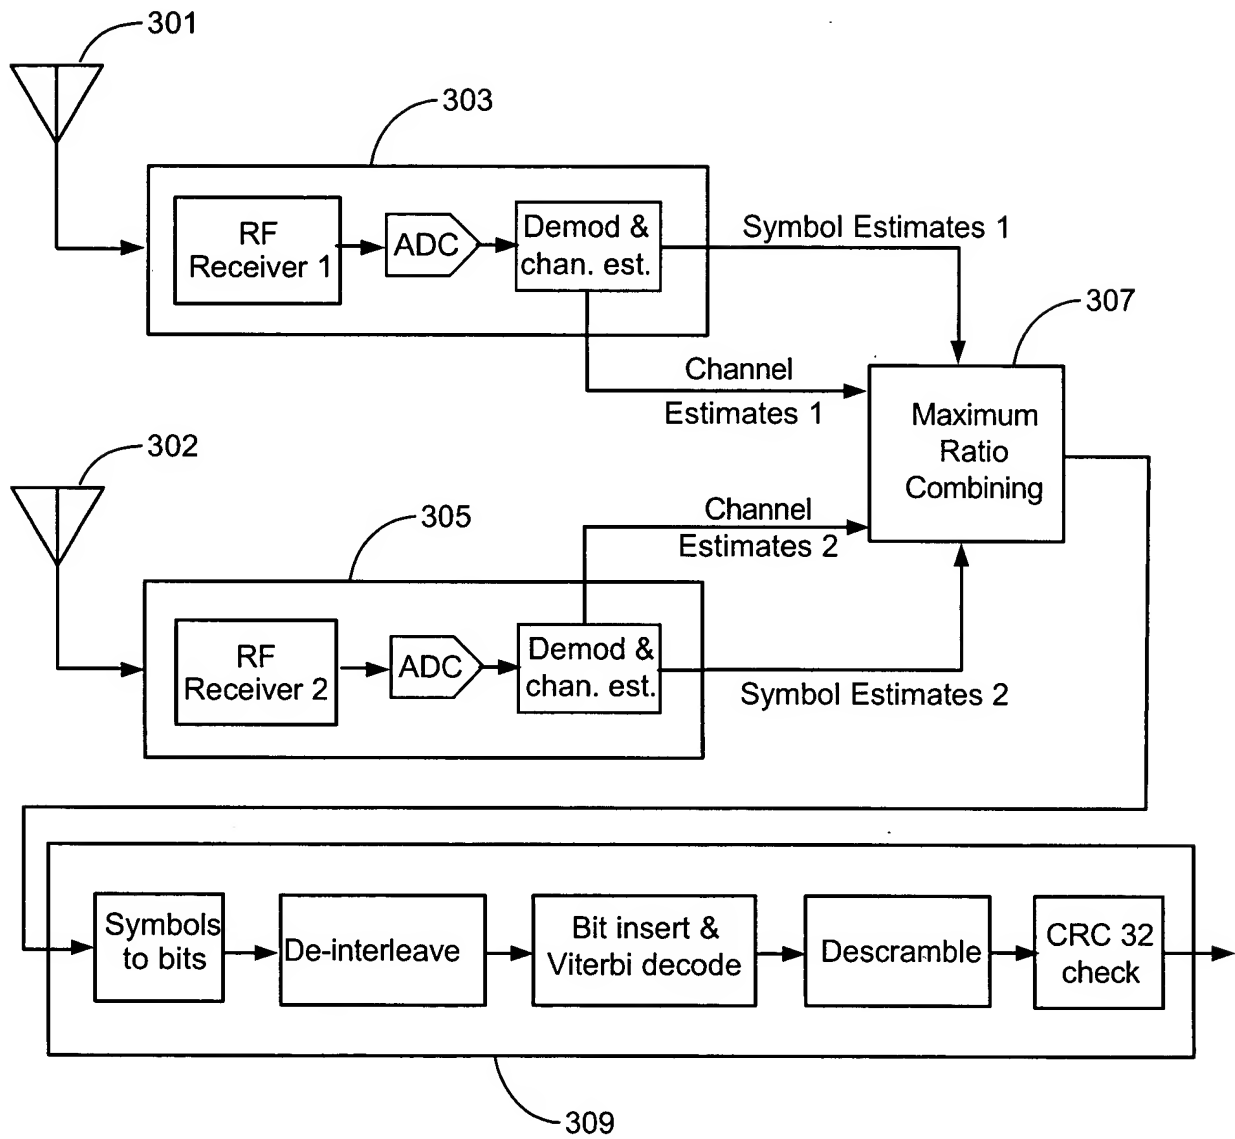 301
303
RF
Receiver 1
ADC
Demod &
chan. est.
Symbol Estimates 1
307
Channel
Estimates 1
Maximum
Ratio
Combining
302
305
Channel
Estimates 2
RF
Receiver 2
ADC
Demod &
chan. est.
Symbol Estimates 2
Symbols
to bits
De-interleave
Bit insert &
Viterbi decode
Descramble
CRC 32
check
309